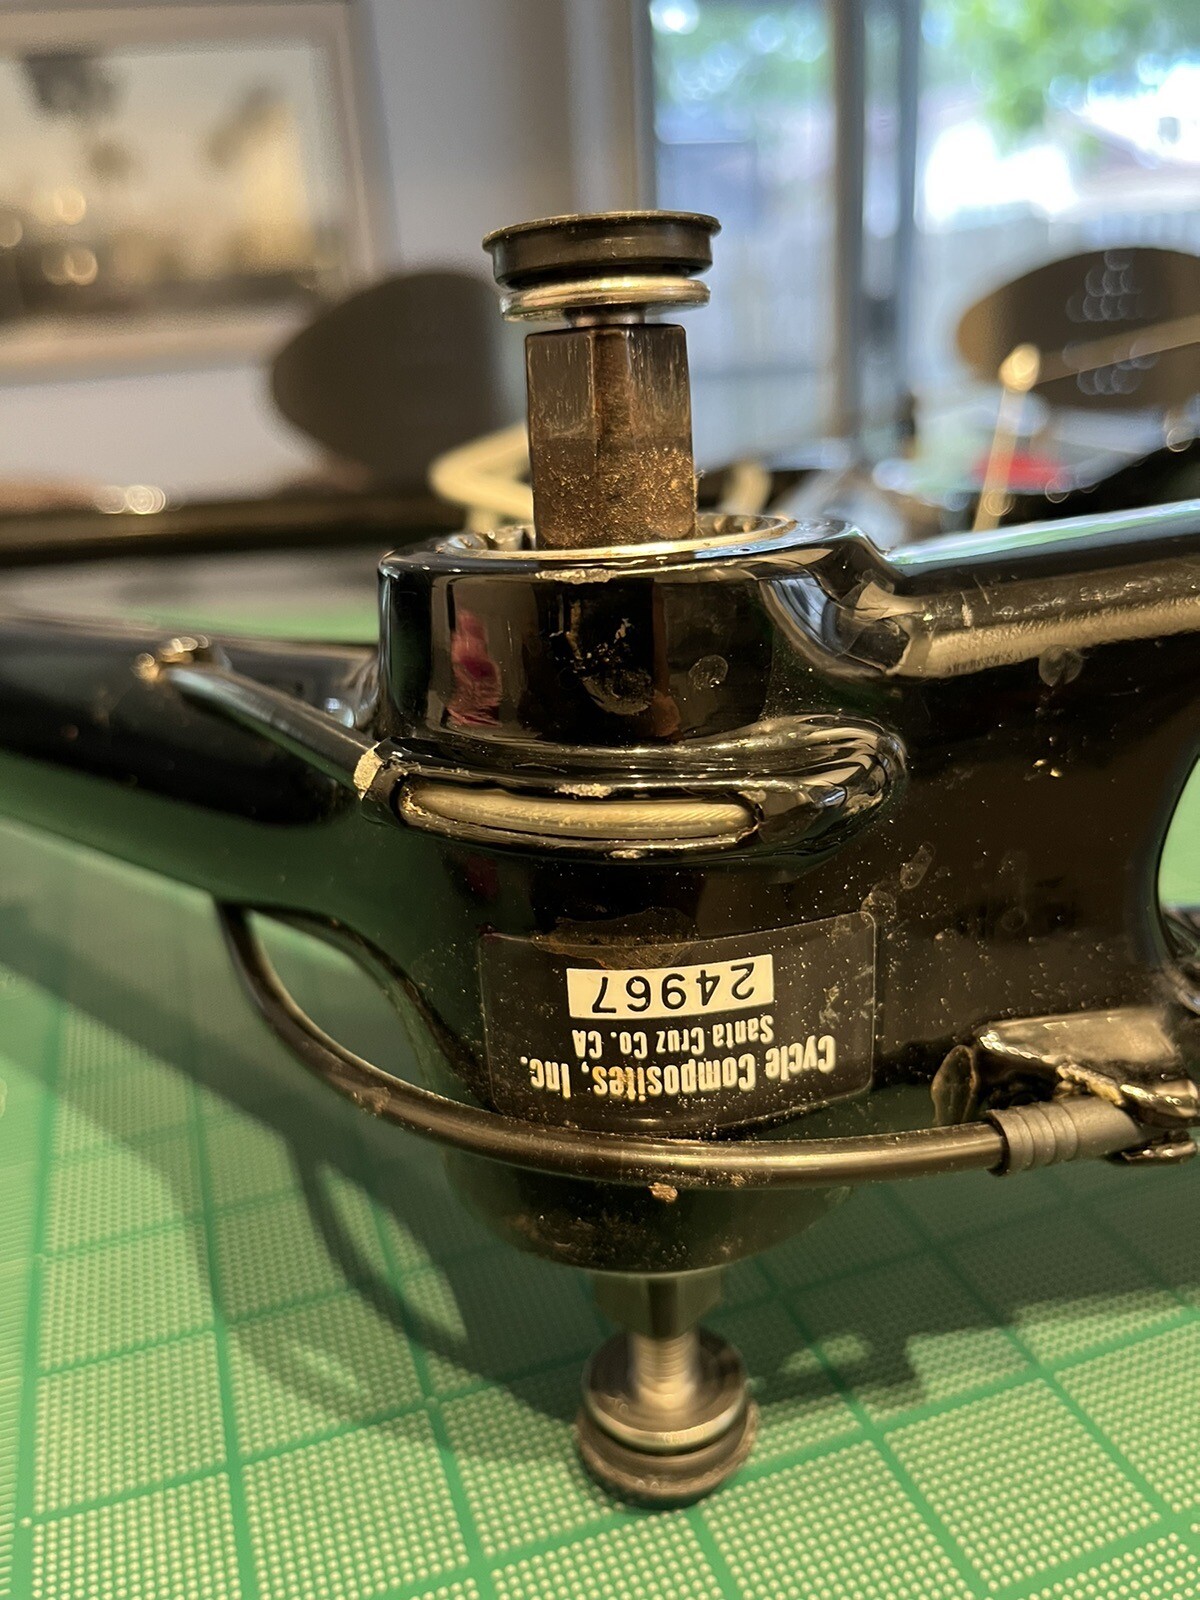 Cycle Composites, Inc.
Santa Cruz Co. CA
24967